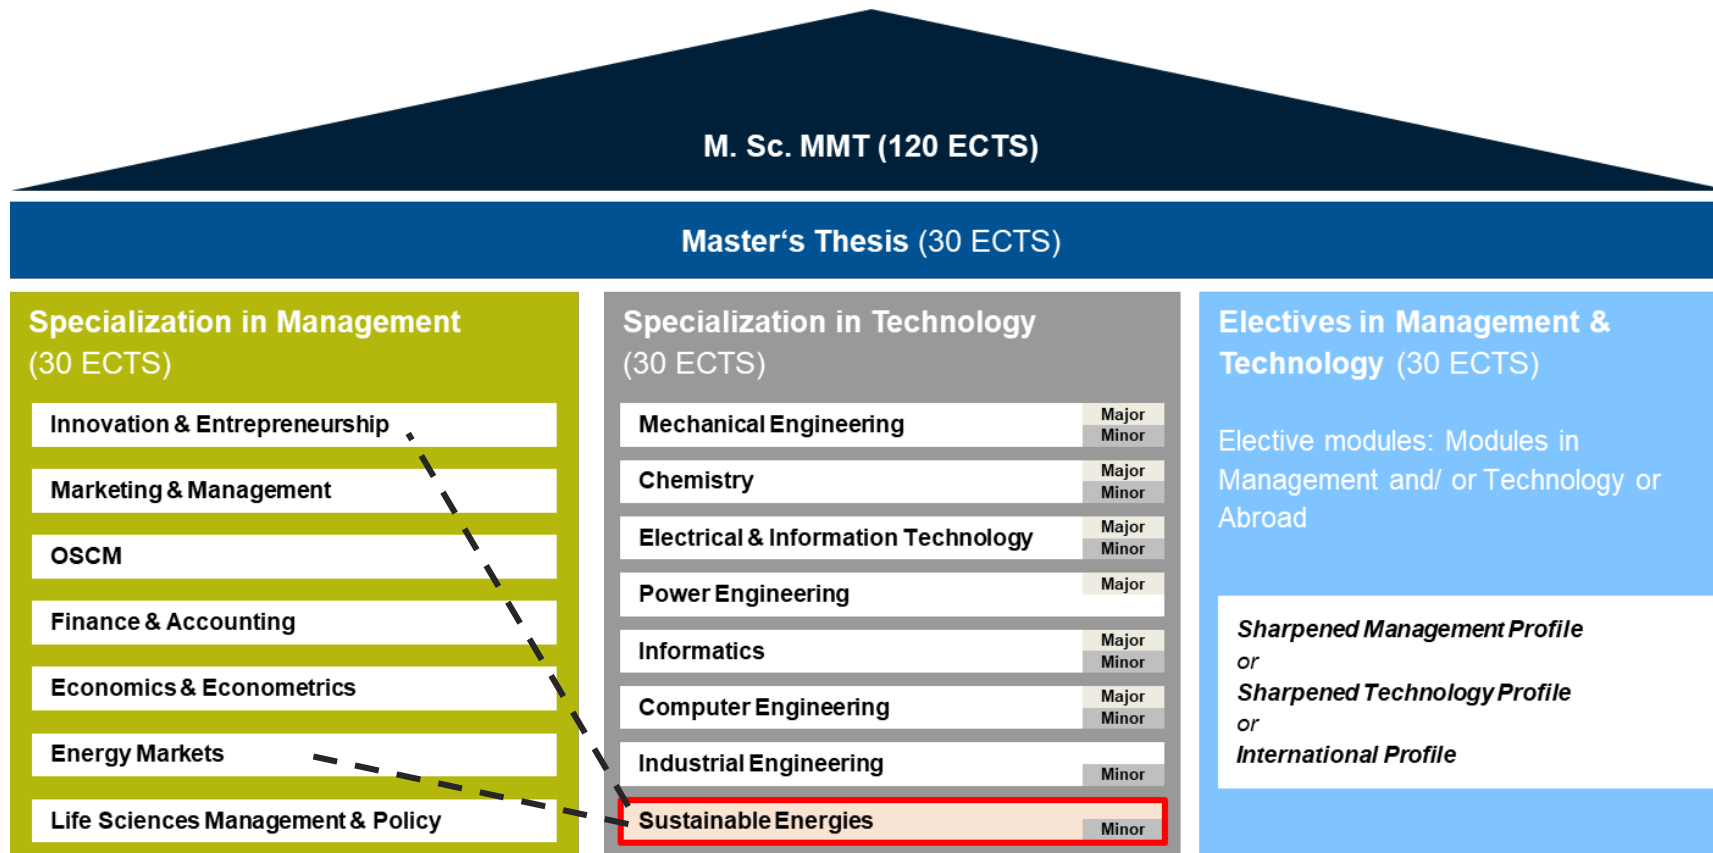 M. Sc. MMT (120 ECTS)
Master‘s Thesis (30 ECTS)
Specialization in Management
(30 ECTS)
Innovation & Entrepreneurship
Marketing & Management
OSCM
Finance & Accounting
Economics & Econometrics
Energy Markets
Life Sciences Management & Policy
Specialization in Technology
(30 ECTS)
Mechanical Engineering
Major
Minor
Chemistry
Major
Minor
Electrical & Information Technology
Major
Minor
Power Engineering
Major
Informatics
Major
Minor
Computer Engineering
Major
Minor
Industrial Engineering
Minor
Sustainable Energies
Minor
Electives in Management &
Technology (30 ECTS)
Elective modules: Modules in
Management and/ or Technology or
Abroad
Sharpened Management Profile
or
Sharpened Technology Profile
or
International Profile